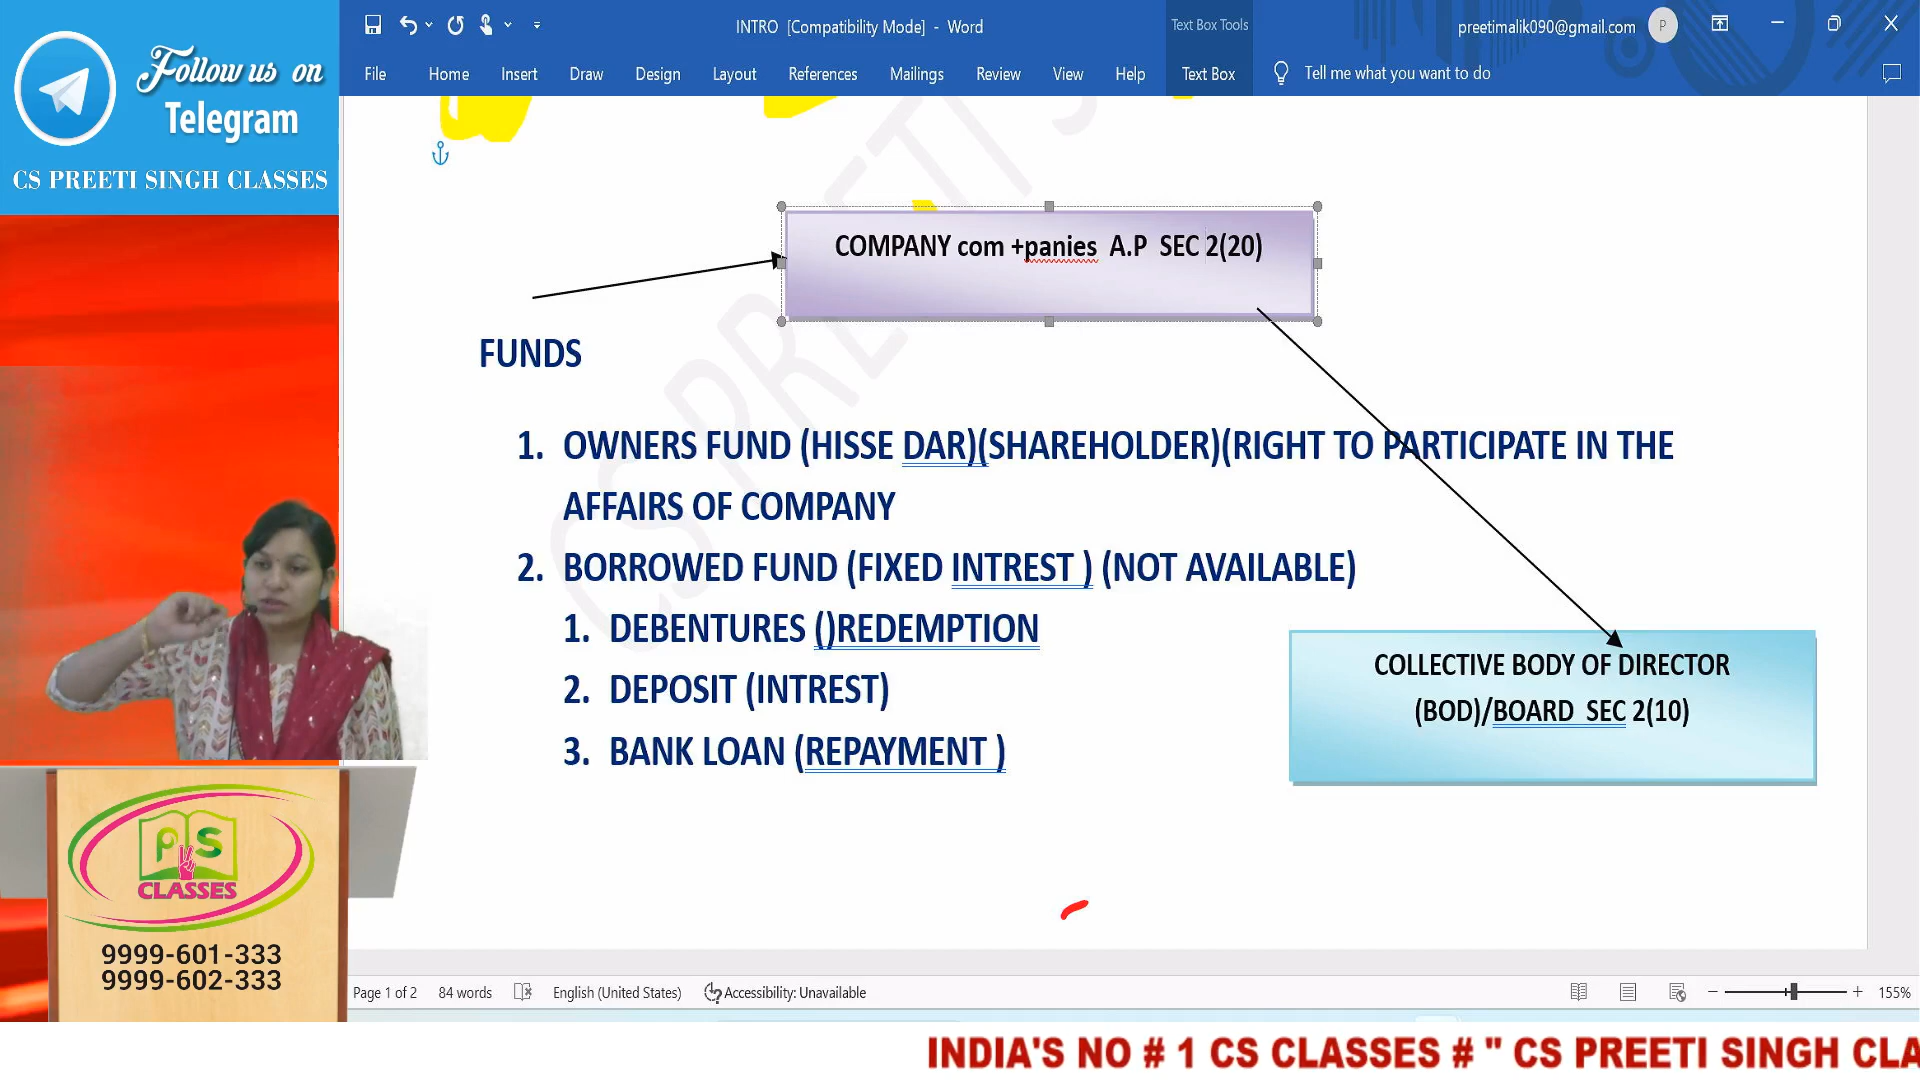 Follow us on
Telegram
CS PREETI SINGH CLASSES
INTRO [Compatibility Mode] - Word
Text Box Tools
preetimalik090@gmail.com
P
File Home Insert Draw Design Layout References Mailings Review View Help Text Box Tell me what you want to do
COMPANY com +panies A.P SEC 2(20)
FUNDS
1. OWNERS FUND (HISSE DAR)(SHAREHOLDER)(RIGHT TO PARTICIPATE IN THE
AFFAIRS OF COMPANY
2. BORROWED FUND (FIXED INTREST ) (NOT AVAILABLE)
1. DEBENTURES ()REDEMPTION
2. DEPOSIT (INTREST)
3. BANK LOAN (REPAYMENT )
COLLECTIVE BODY OF DIRECTOR
(BOD)/BOARD SEC 2(10)
CS PREETI S
PS
CLASSES
9999-601-333
9999-602-333
Page 1 of 2 84 words English (United States) Accessibility: Unavailable 155%
INDIA'S NO # 1 CS CLASSES # " CS PREETI SINGH CLA